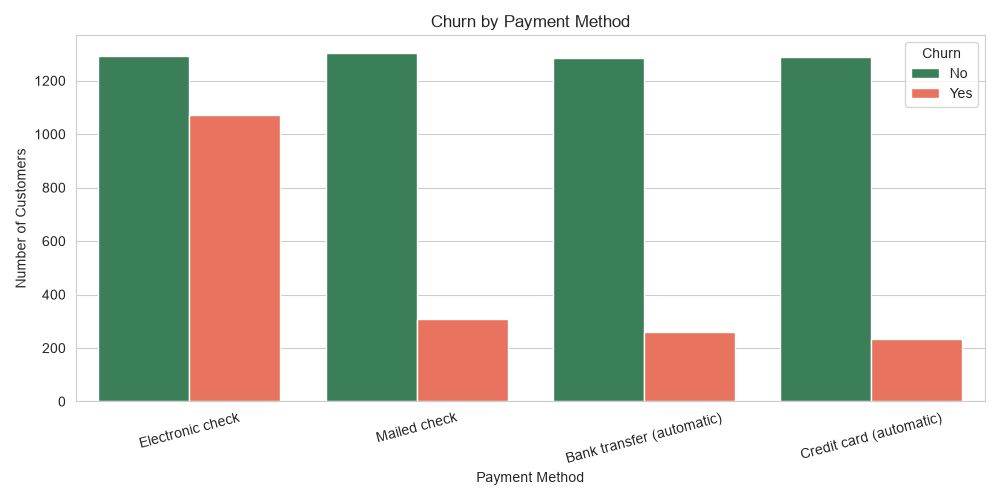 Churn by Payment Method
Churn
No
Yes
Number of Customers
1200
1000
800
600
400
200
0
Electronic check
Mailed check
Bank transfer (automatic)
Credit card (automatic)
Payment Method